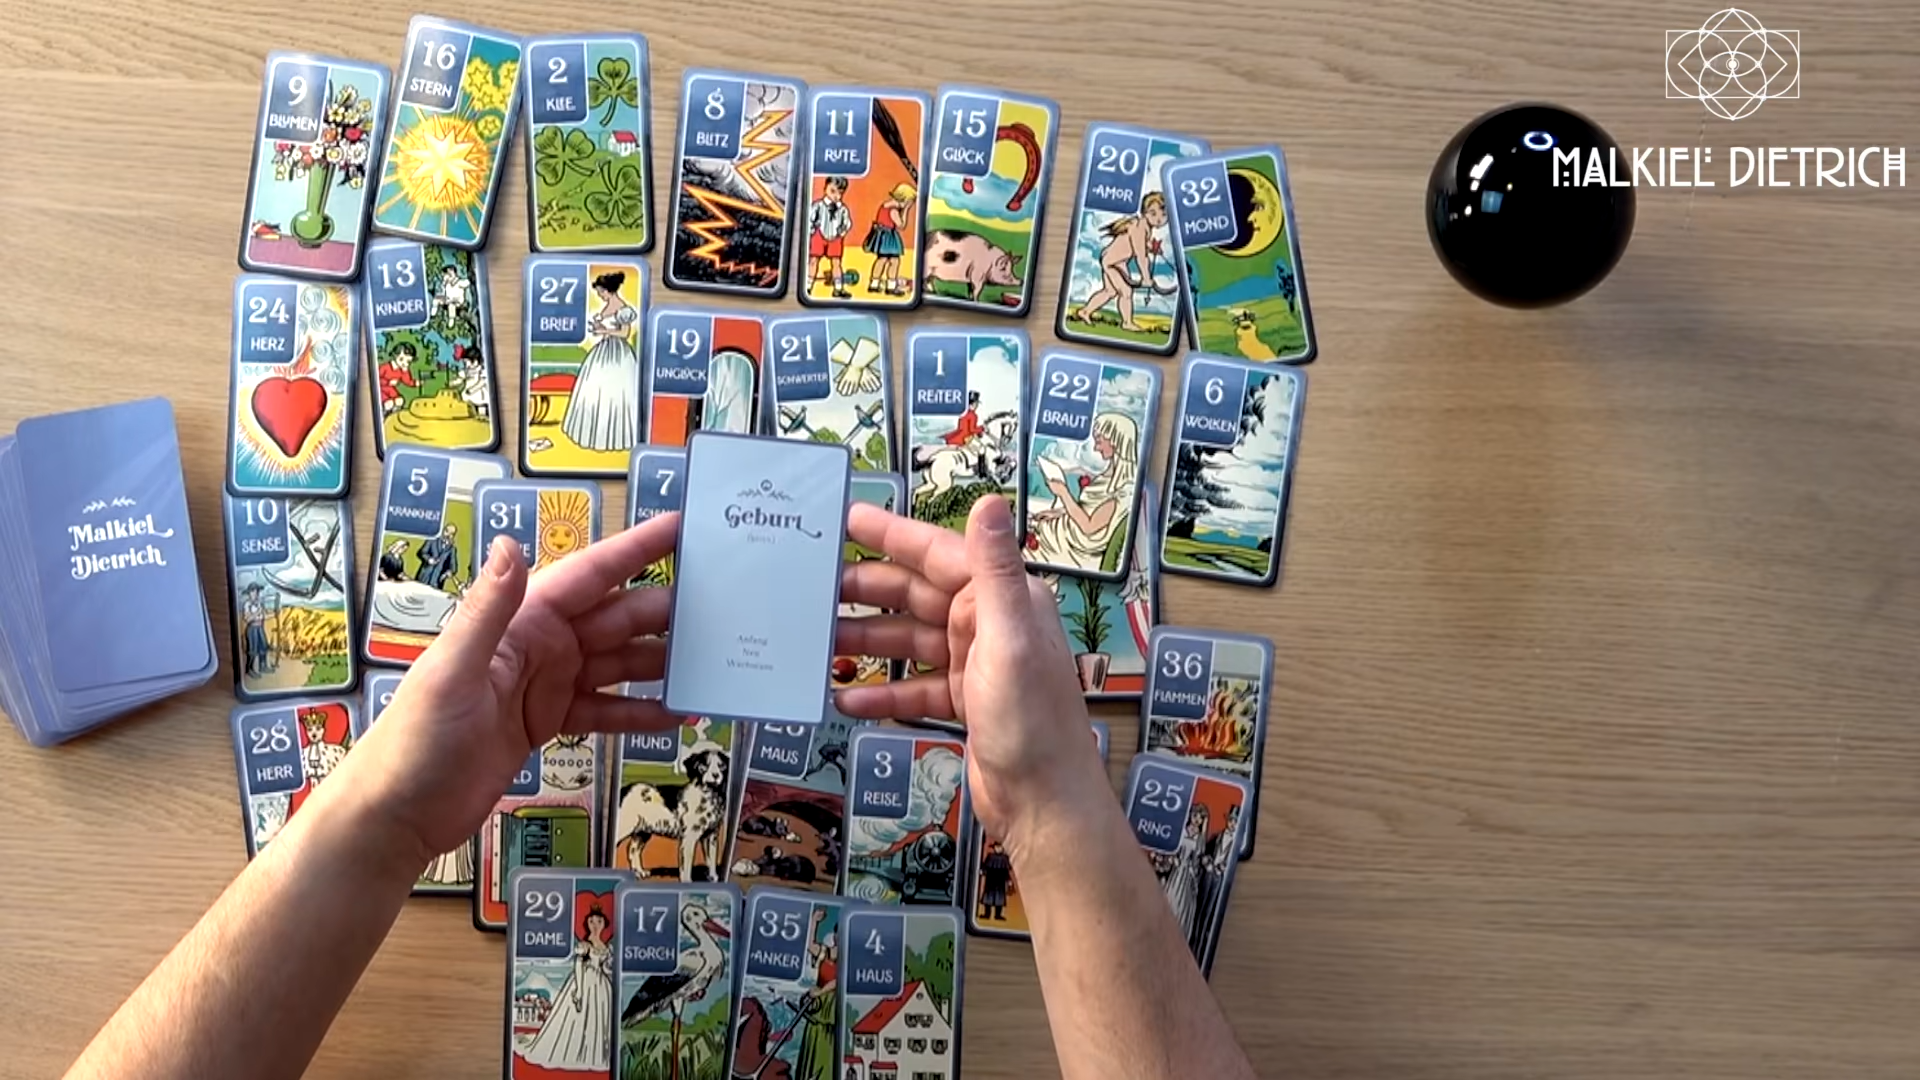 MALKIEL DIETRICH
9
BLUMEN
16
STERN
2
KLEE
8
BLITZ
11
RUTE
15
GLÜCK
20
AMOR
32
MOND
24
HERZ
13
KINDER
27
BRIEF
19
UNGLÜCK
21
SCHWERTER
1
REITER
22
BRAUT
6
WOLKEN
Malkiel
Dietrich
10
SENSE
5
KRANKHEIT
31
7
Geburt
Anfang
Neu
Wachstum
36
FLAMMEN
28
HERR
HUND
MAUS
3
REISE
25
RING
29
DAME
17
STORCH
35
ANKER
4
HAUS